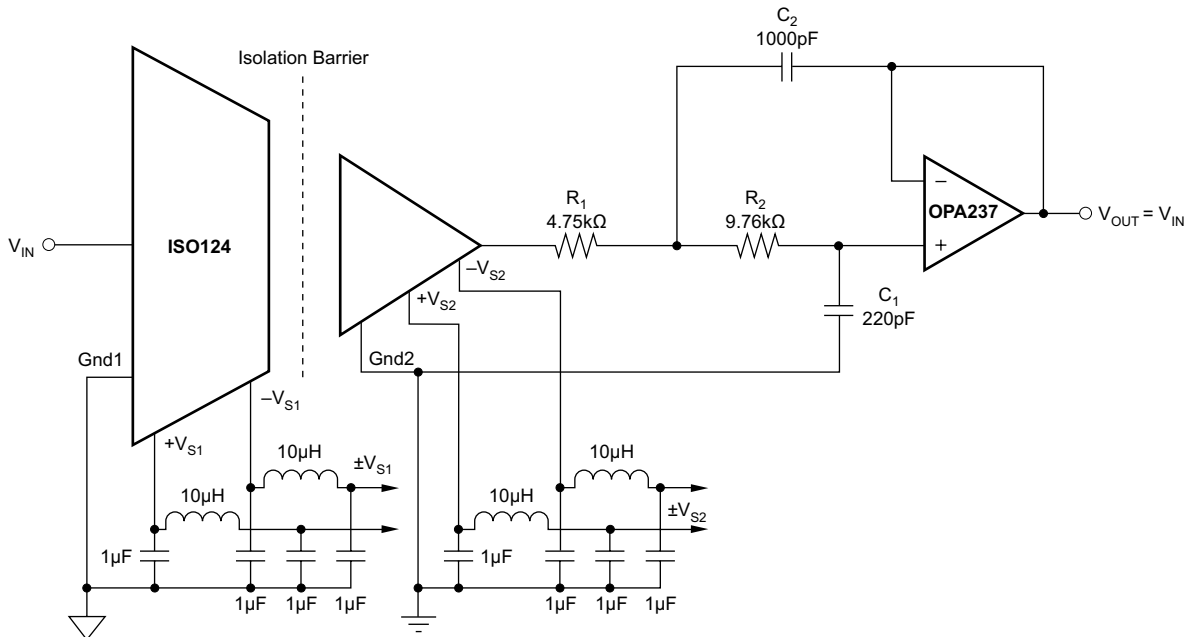 C2
1000pF
Isolation Barrier
R1
4.75kΩ
R2
9.76kΩ
–
OPA237
+
VOUT = VIN
VIN
ISO124
–VS2
+VS2
C1
220pF
Gnd1
Gnd2
–VS1
+VS1
10µH
±VS1
10µH
10µH
10µH
±VS2
1µF
1µF
1µF
1µF
1µF
1µF
1µF
1µF